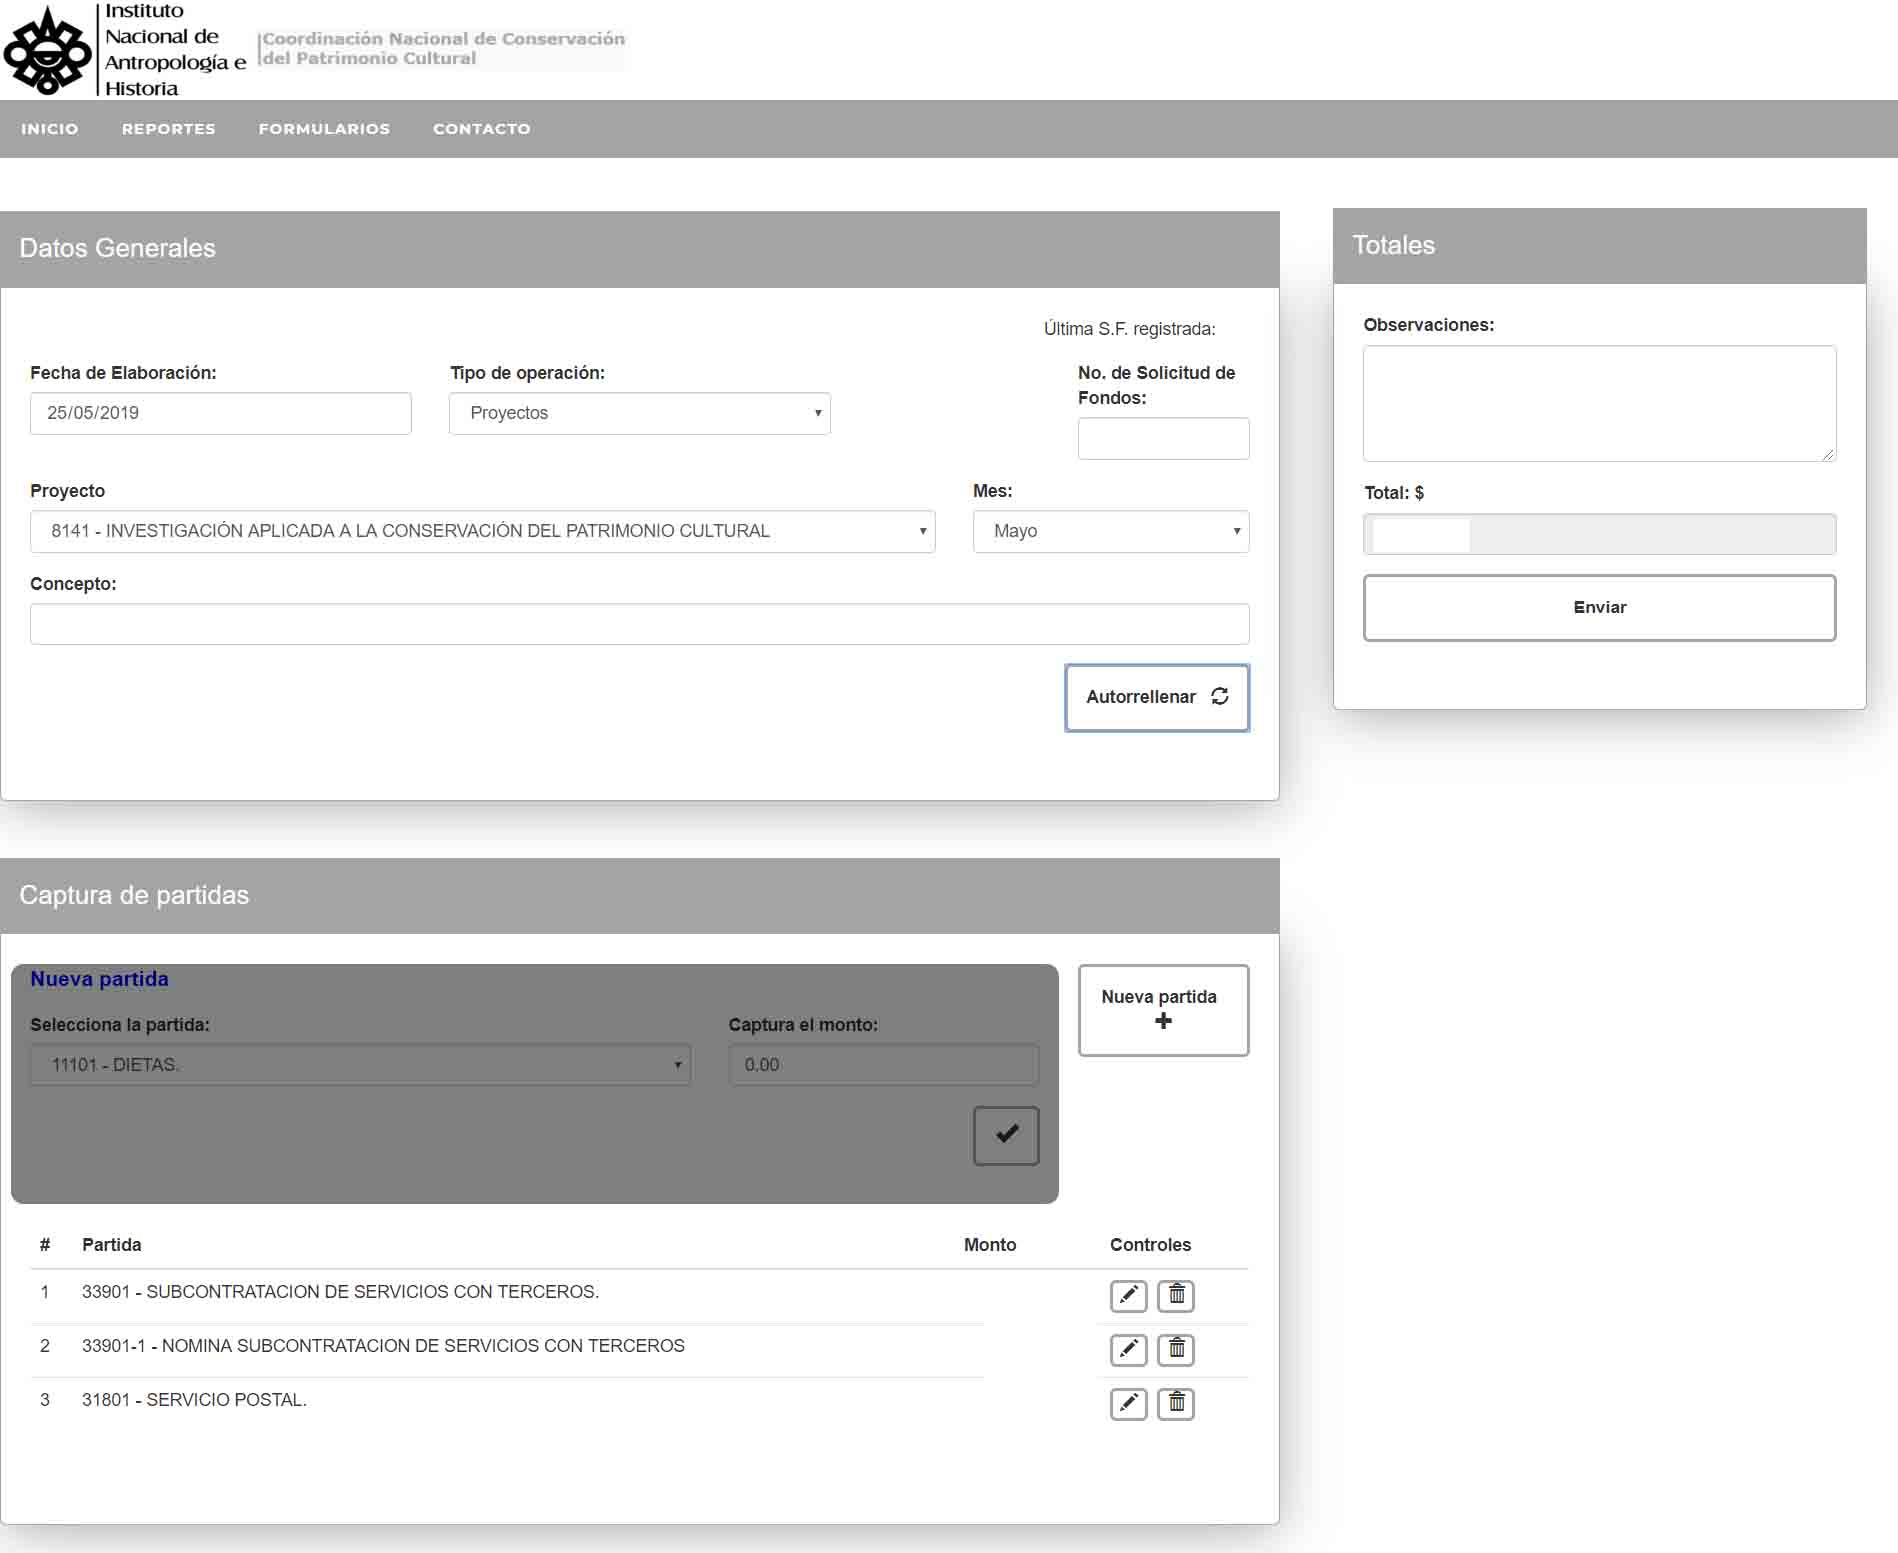 Instituto
Nacional de
Antropología e
Historia
Coordinación Nacional de Conservación
del Patrimonio Cultural
INICIO REPORTES FORMULARIOS CONTACTO
Datos Generales
Última S.F. registrada:
Fecha de Elaboración: Tipo de operación: No. de Solicitud de
Fondos:
25/05/2019 Proyectos
Proyecto Mes:
8141 - INVESTIGACIÓN APLICADA A LA CONSERVACIÓN DEL PATRIMONIO CULTURAL Mayo
Concepto:
Autorrellenar
Totales
Observaciones:
Total: $
Enviar
Captura de partidas
Nueva partida
Selecciona la partida: Captura el monto:
11101 - DIETAS. 0.00
Nueva partida
# Partida Monto Controles
1 33901 - SUBCONTRATACION DE SERVICIOS CON TERCEROS.
2 33901-1 - NOMINA SUBCONTRATACION DE SERVICIOS CON TERCEROS
3 31801 - SERVICIO POSTAL.